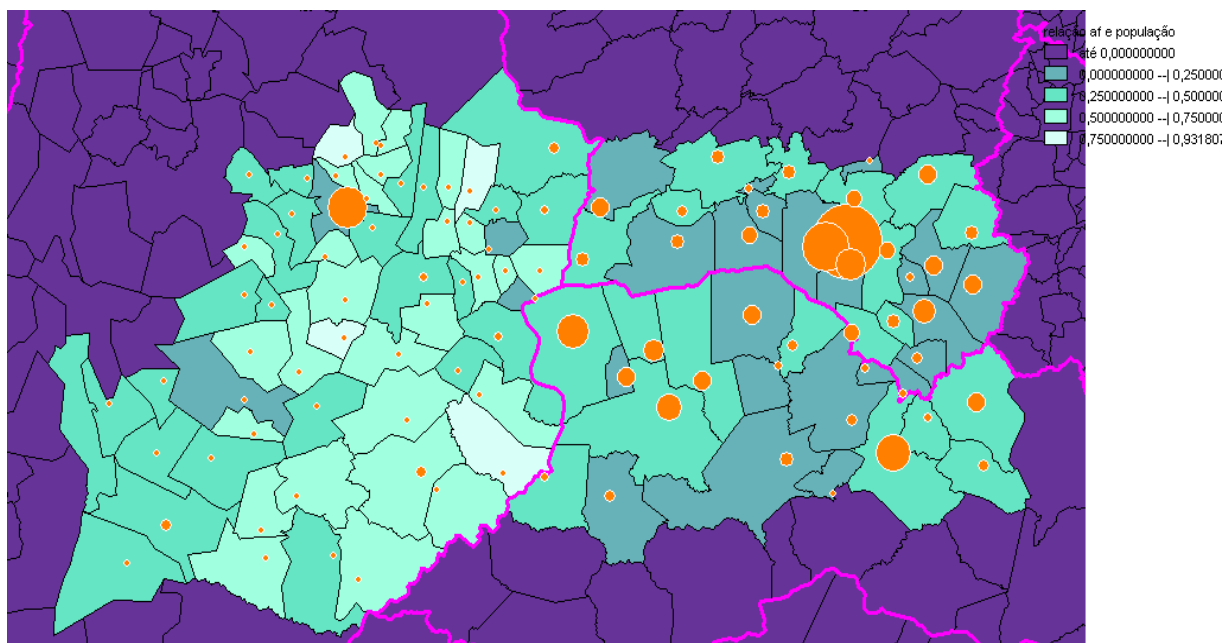 relação af e população
até 0,000000000
0,000000000 --| 0,250000
0,250000000 --| 0,500000
0,500000000 --| 0,750000
0,750000000 --| 0,931807